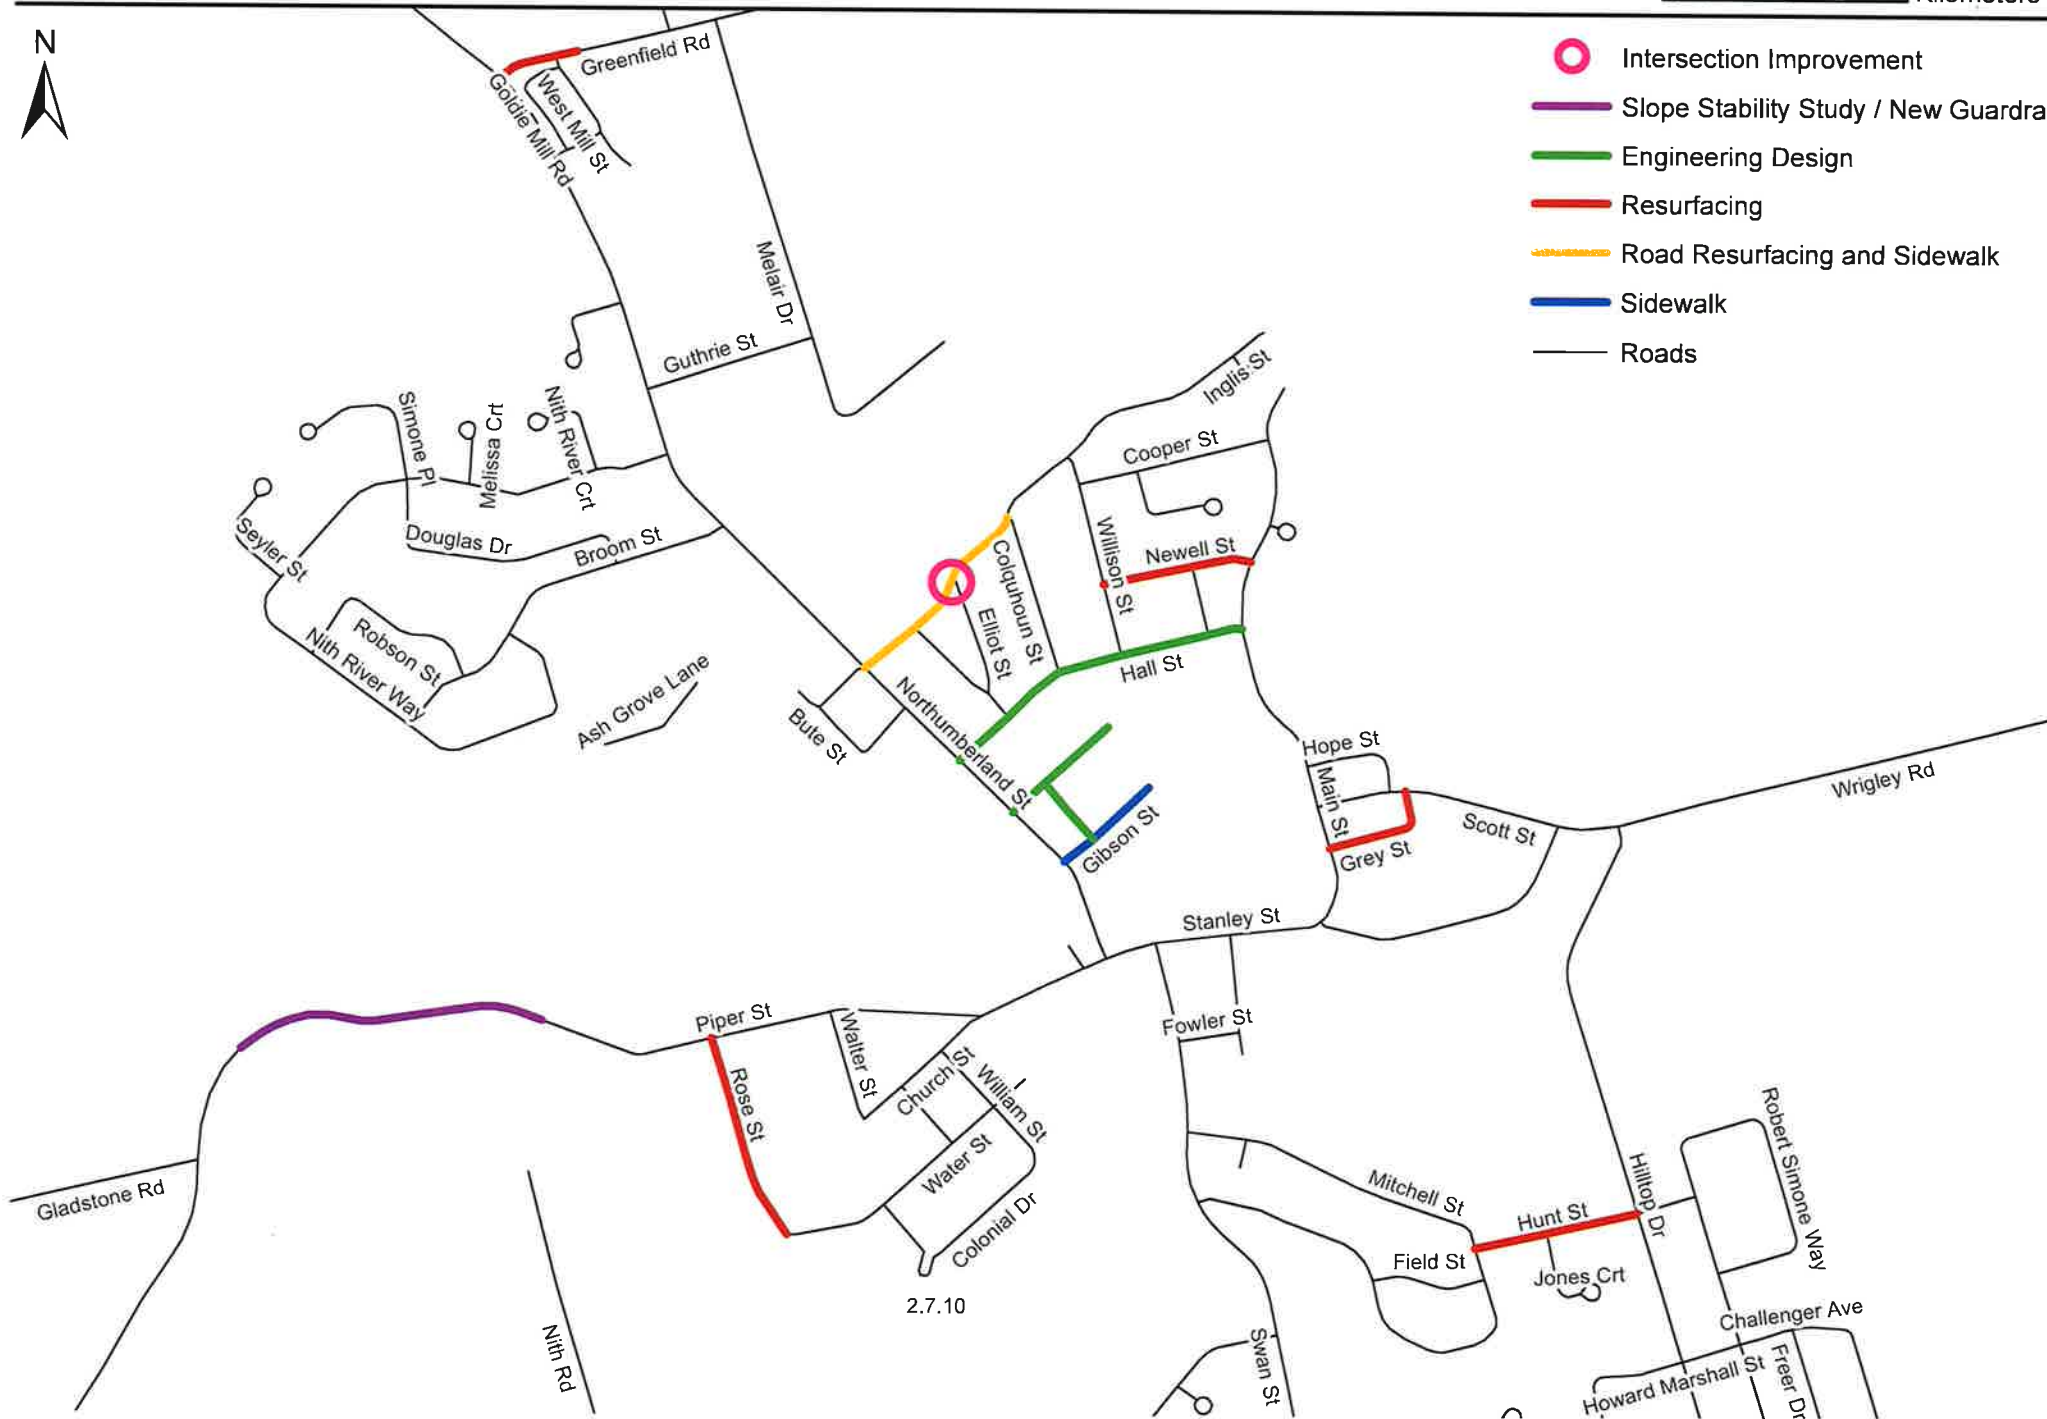 Kilometers
N
Intersection Improvement
Slope Stability Study / New Guardra
Engineering Design
Resurfacing
Road Resurfacing and Sidewalk
Sidewalk
Roads
Greenfield Rd
Goldie Mill Rd
West Mill St
Melair Dr
Guthrie St
Simone Pl
Melissa Crt
Nith River Crt
Inglis St
Cooper St
Seyler St
Douglas Dr
Broom St
Willison St
Newell St
Colquhoun St
Elliot St
Robson St
Nith River Way
Ash Grove Lane
Hall St
Northumberland St
Bute St
Hope St
Main St
Wrigley Rd
Gibson St
Scott St
Grey St
Stanley St
Piper St
Walter St
Fowler St
Rose St
Church St
William St
Water St
Colonial Dr
Gladstone Rd
Mitchell St
Hunt St
Hilltop Dr
Robert Simone Way
Field St
Jones Crt
2.7.10
Nith Rd
Swan St
Challenger Ave
Howard Marshall St
Freer Dr